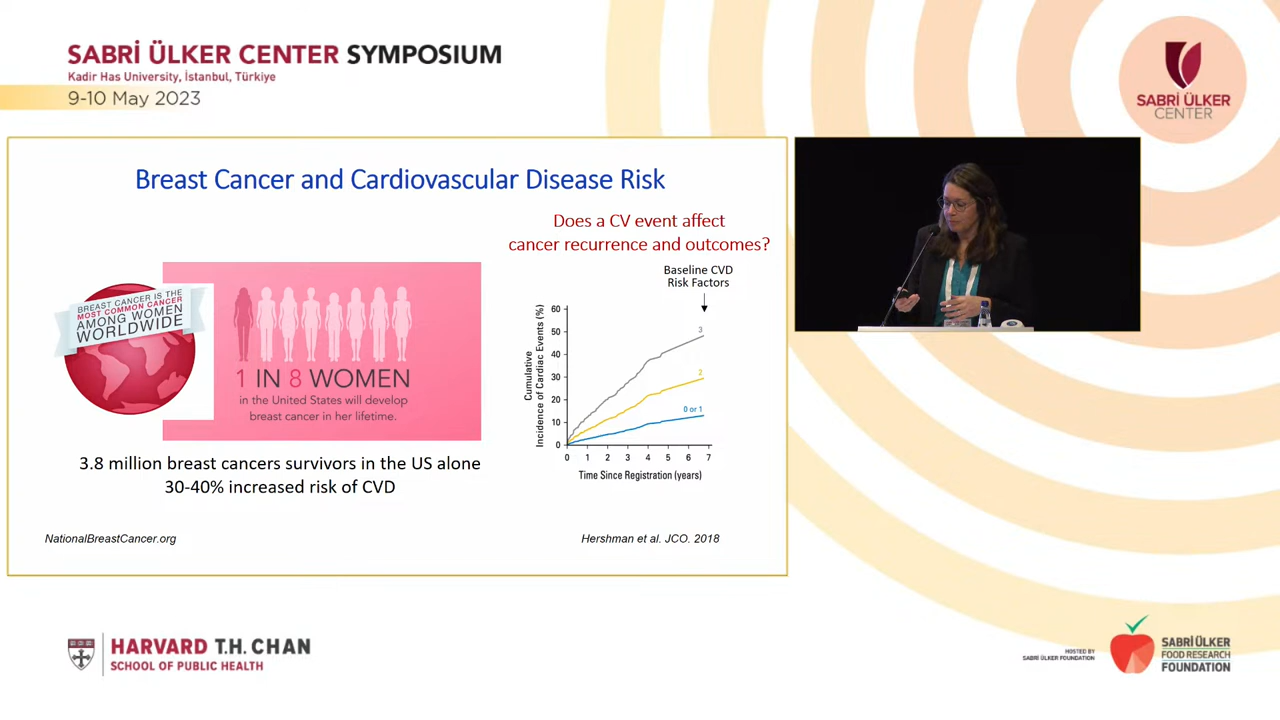 SABRİ ÜLKER CENTER SYMPOSIUM
Kadir Has University, İstanbul, Türkiye
9-10 May 2023
SABRİ ÜLKER
CENTER
Breast Cancer and Cardiovascular Disease Risk
Does a CV event affect
cancer recurrence and outcomes?
BREAST CANCER IS THE
MOST COMMON CANCER
AMONG WOMEN
WORLDWIDE
1 IN 8 WOMEN
in the United States will develop
breast cancer in her lifetime.
3.8 million breast cancers survivors in the US alone
30-40% increased risk of CVD
NationalBreastCancer.org
Baseline CVD
Risk Factors
Cumulative
Incidence of Cardiac Events (%)
60
50
40
30
20
10
0
3
2
0 or 1
0 1 2 3 4 5 6 7
Time Since Registration (years)
Hershman et al. JCO. 2018
HARVARD T.H. CHAN
SCHOOL OF PUBLIC HEALTH
HOSTED BY
SABRİ ÜLKER FOUNDATION
SABRİ ÜLKER
FOOD RESEARCH
FOUNDATION